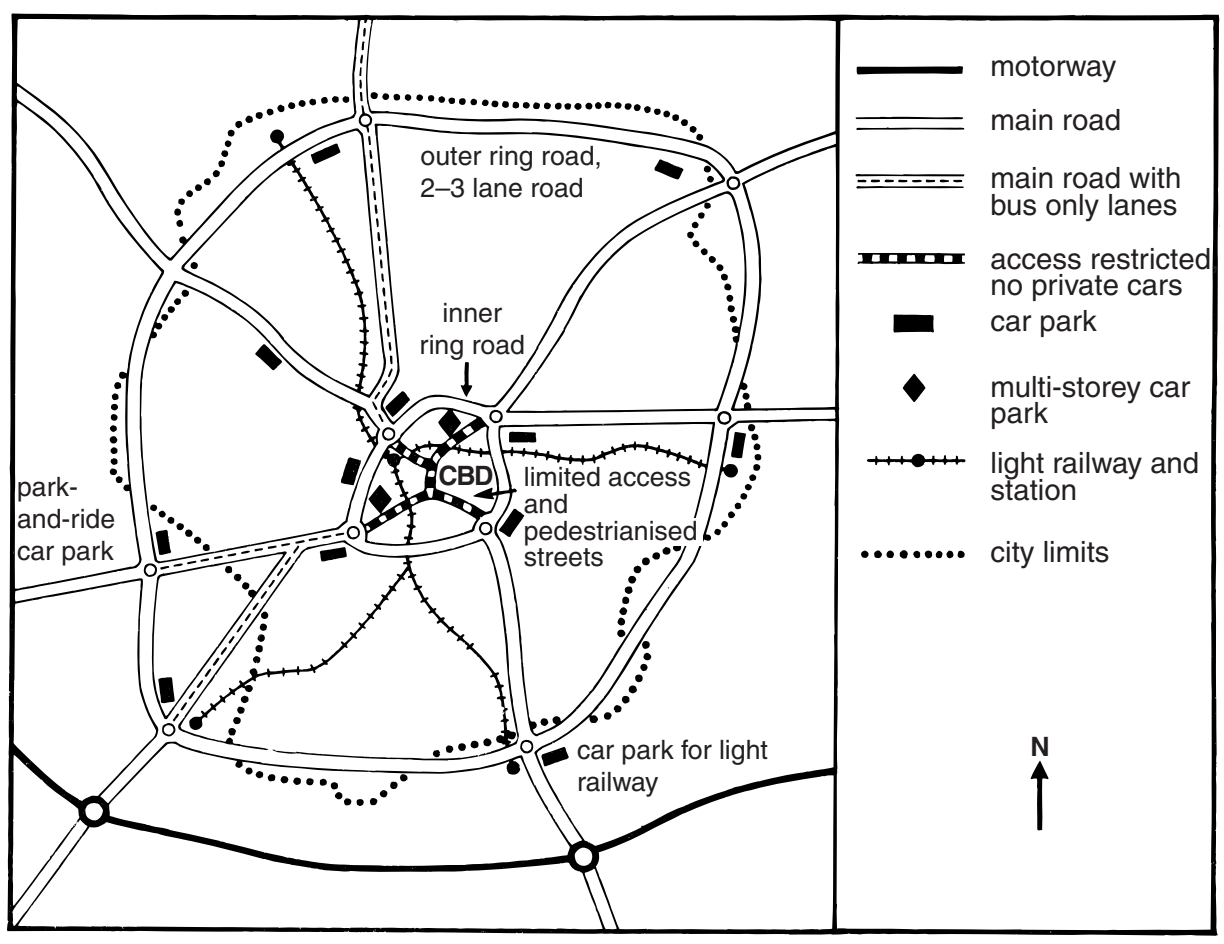 outer ring road,
2–3 lane road
inner
ring road
CBD
limited access
and
pedestrianised
streets
park-
and-ride
car park
car park for light
railway
motorway
main road
main road with
bus only lanes
access restricted
no private cars
car park
multi-storey car
park
light railway and
station
city limits
N